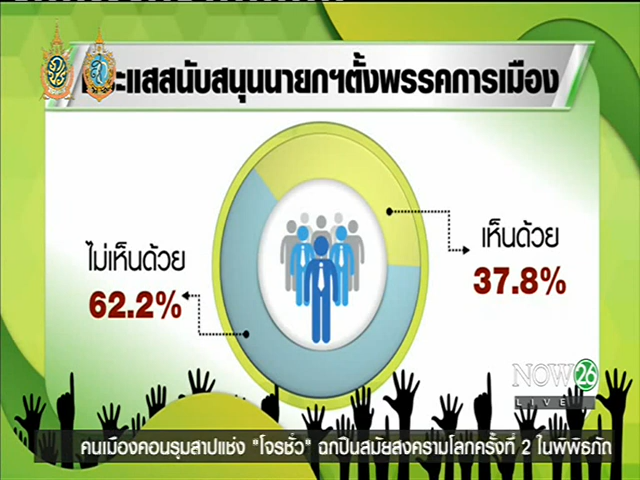 กระแสสนับสนุนนายกฯตั้งพรรคการเมือง
เห็นด้วย
37.8%
ไม่เห็นด้วย
62.2%
NOW 26
LIVE
คนเมืองคอนรุมสาปแช่ง "โจรชั่ว" ฉกปืนสมัยสงครามโลกครั้งที่ 2 ในพิพิธภัณ